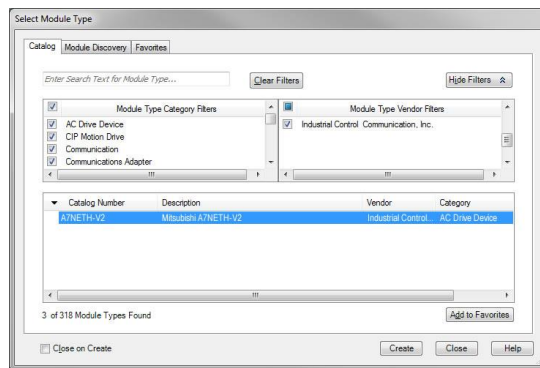 Select Module Type
Catalog Module Discovery Favorites
Enter Search Text for Module Type...
Clear Filters
Hide Filters
Module Type Category Filters
Module Type Vendor Filters
AC Drive Device
Industrial Control Communication, Inc.
CIP Motion Drive
Communication
Communications Adapter
Catalog Number Description Vendor Category
A7NETH-V2 Mitsubishi A7NETH-V2 Industrial Control... AC Drive Device
3 of 318 Module Types Found
Add to Favorites
Close on Create
Create Close Help